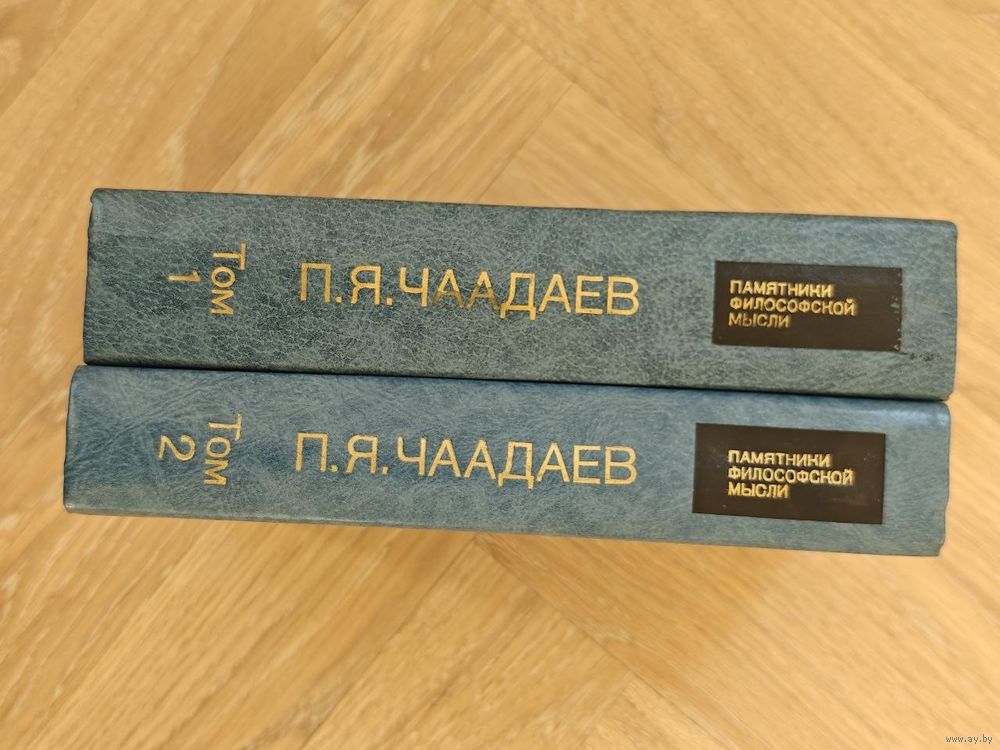 Том
1
П.Я.ЧААДАЕВ
ПАМЯТНИКИ
ФИЛОСОФСКОЙ
МЫСЛИ
Том
2
П.Я.ЧААДАЕВ
ПАМЯТНИКИ
ФИЛОСОФСКОЙ
МЫСЛИ
www.ay.by